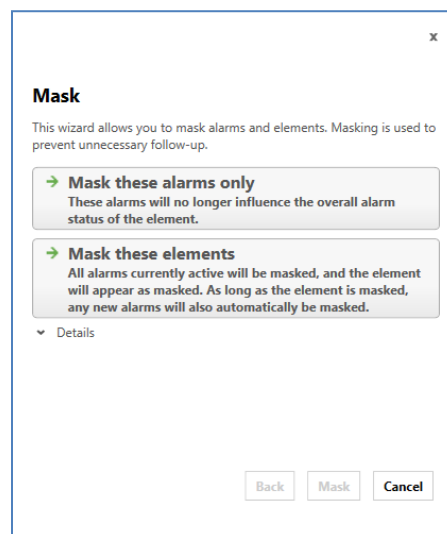 x
Mask
This wizard allows you to mask alarms and elements. Masking is used to
prevent unnecessary follow-up.
Mask these alarms only
These alarms will no longer influence the overall alarm
status of the element.
Mask these elements
All alarms currently active will be masked, and the element
will appear as masked. As long as the element is masked,
any new alarms will also automatically be masked.
Details
Back Mask Cancel